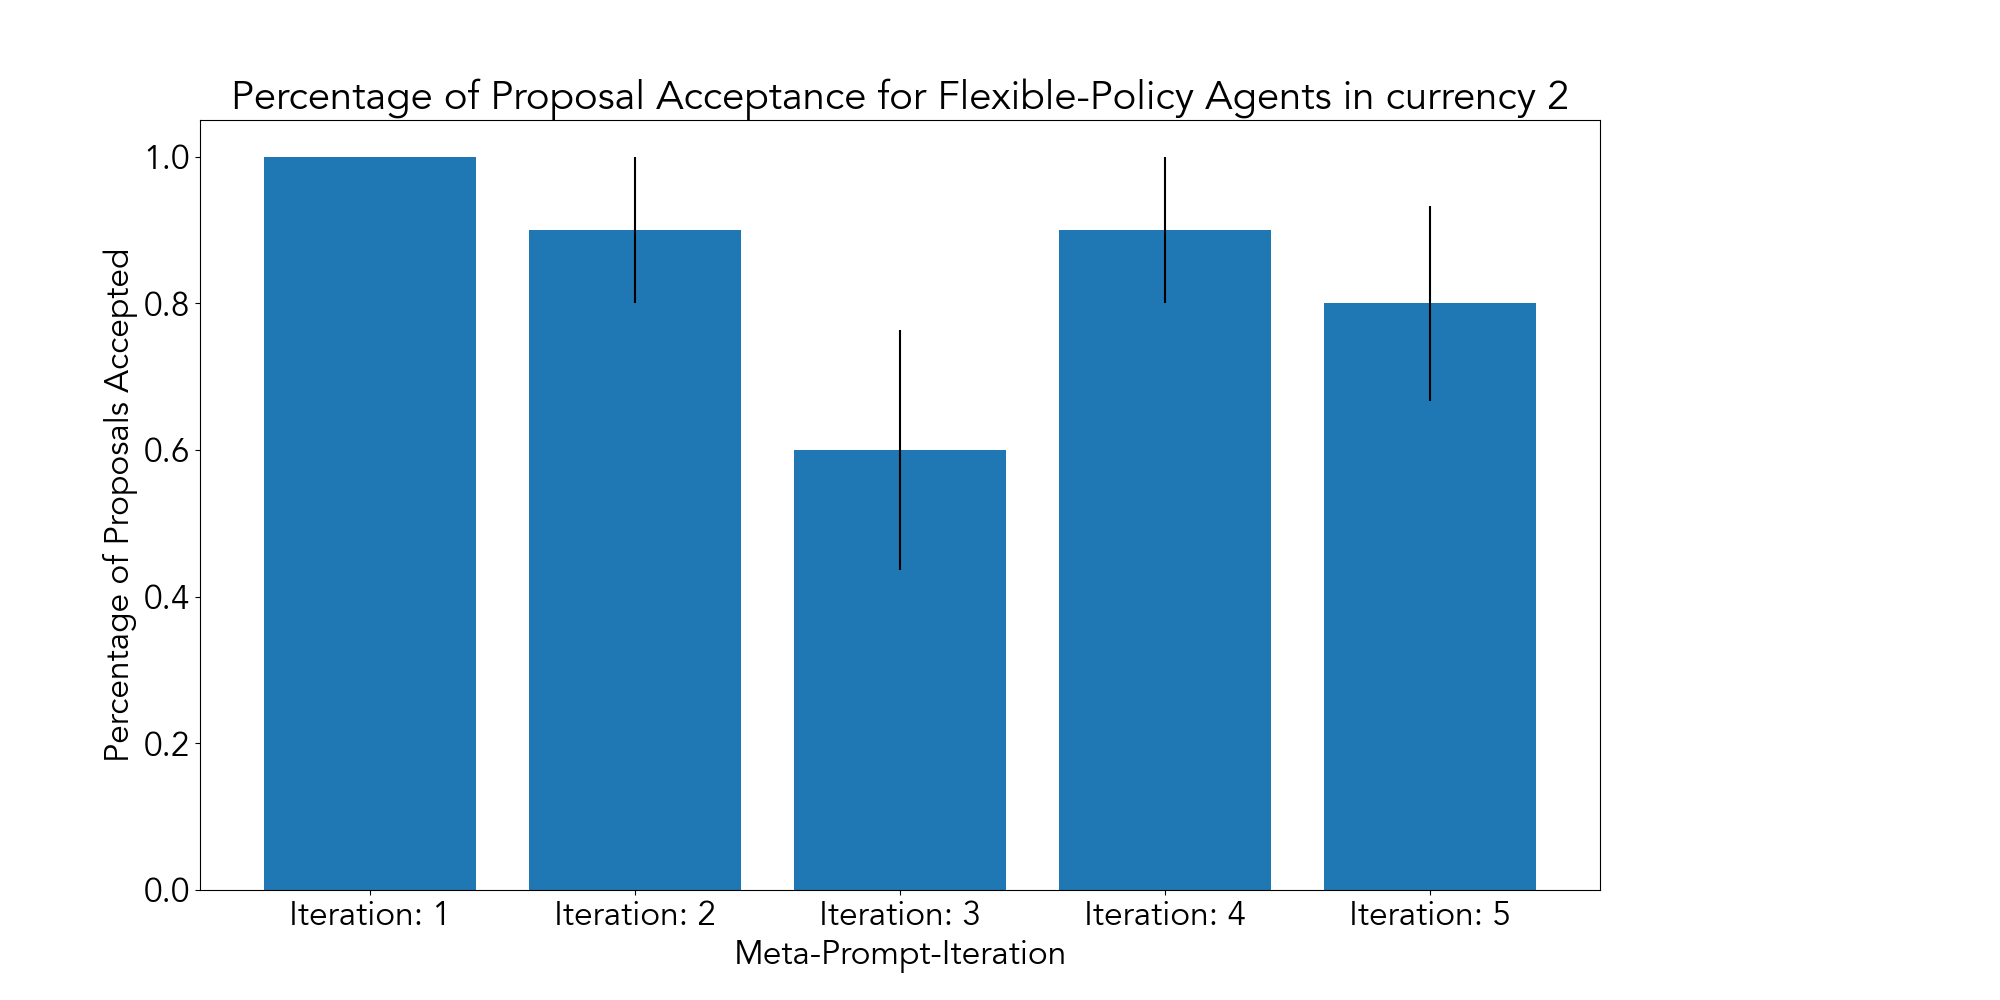 Percentage of Proposal Acceptance for Flexible-Policy Agents in currency 2
Percentage of Proposals Accepted
1.0
0.8
0.6
0.4
0.2
0.0
Iteration: 1
Iteration: 2
Iteration: 3
Iteration: 4
Iteration: 5
Meta-Prompt-Iteration